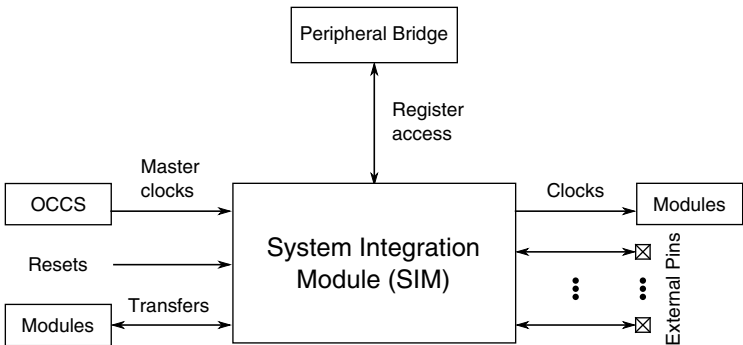 Peripheral Bridge
Register
access
Master
clocks
OCCS
Clocks
Modules
System Integration
Module (SIM)
Resets
Transfers
Modules
External Pins